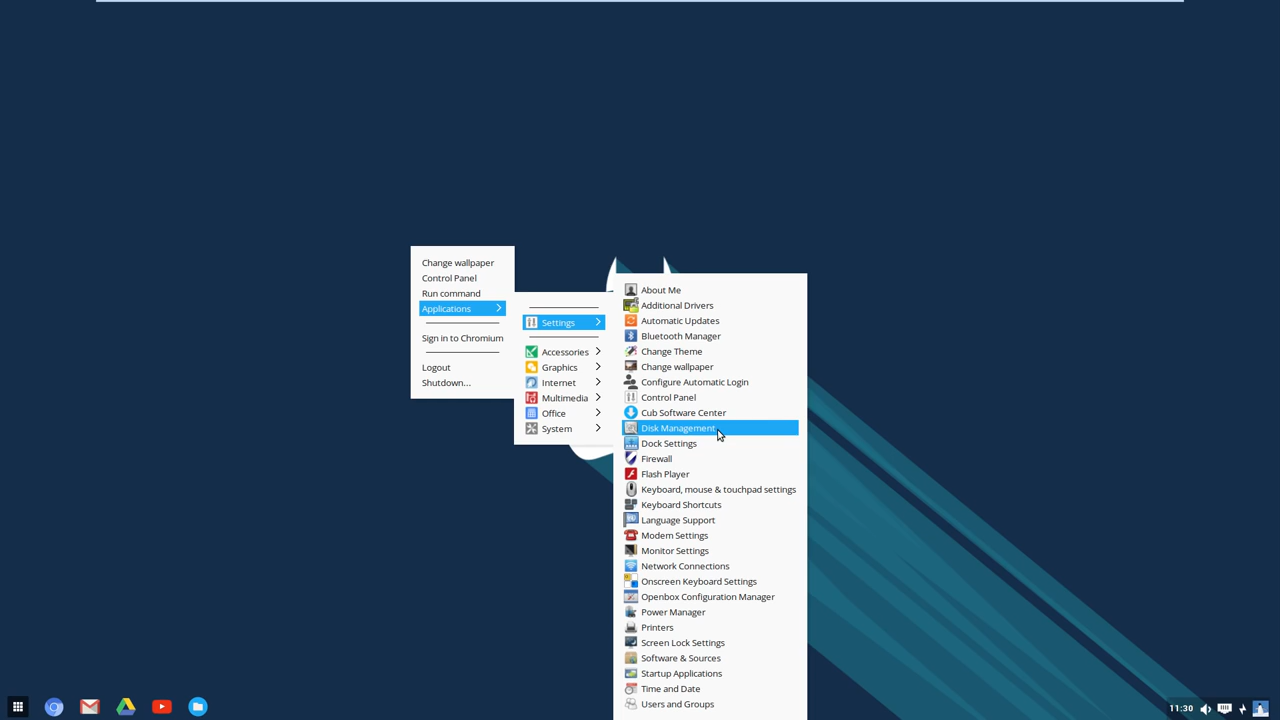 Change wallpaper
Control Panel
Run command
Applications
Sign in to Chromium
Logout
Shutdown...
Settings
Accessories
Graphics
Internet
Multimedia
Office
System
About Me
Additional Drivers
Automatic Updates
Bluetooth Manager
Change Theme
Change wallpaper
Configure Automatic Login
Control Panel
Cub Software Center
Disk Management
Dock Settings
Firewall
Flash Player
Keyboard, mouse & touchpad settings
Keyboard Shortcuts
Language Support
Modem Settings
Monitor Settings
Network Connections
Onscreen Keyboard Settings
Openbox Configuration Manager
Power Manager
Printers
Screen Lock Settings
Software & Sources
Startup Applications
Time and Date
Users and Groups
11:30